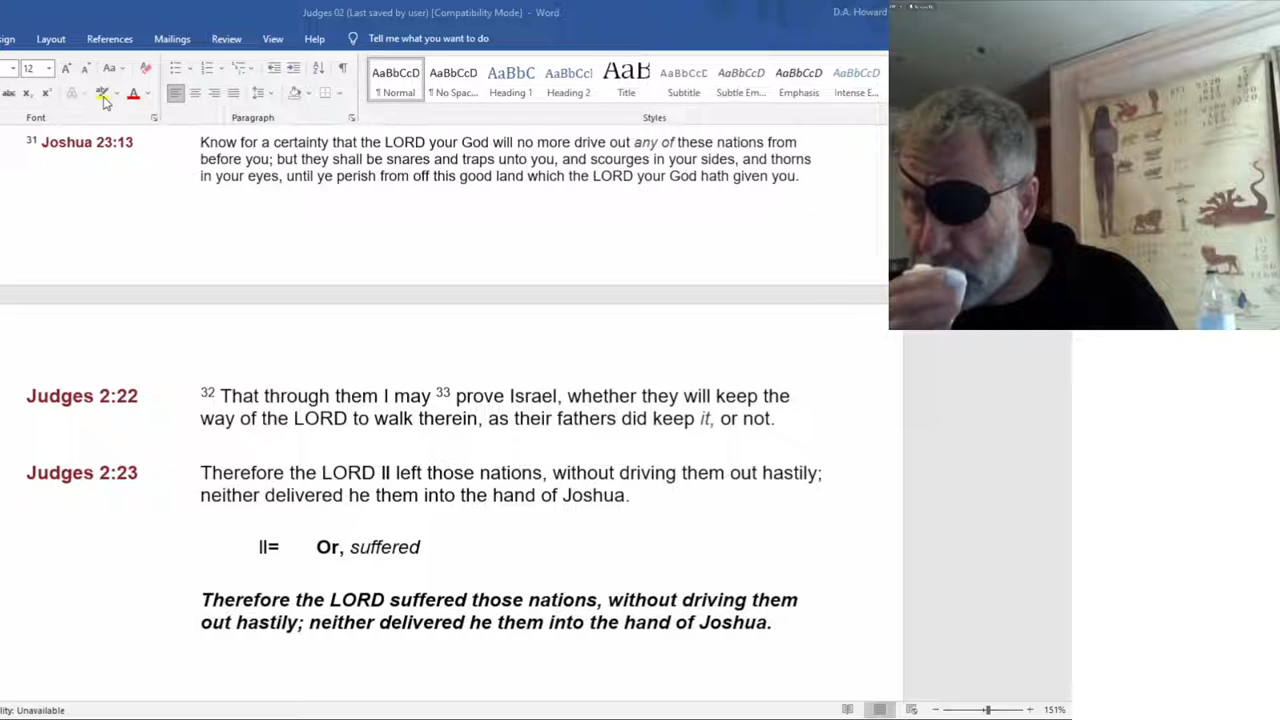 Judges 02 (Last saved by user) [Compatibility Mode] - Word
D.A. Howard
sign Layout References Mailings Review View Help Tell me what you want to do
12 Aa
AaBbCcD AaBbCcD AaBbC AaBbCcl AaB AaBbCcD AaBbCcD AaBbCcD AaBbCcD
¶ Normal ¶ No Spac... Heading 1 Heading 2 Title Subtitle Subtle Em... Emphasis Intense E...
Font Paragraph Styles
31 Joshua 23:13 Know for a certainty that the LORD your God will no more drive out any of these nations from
before you; but they shall be snares and traps unto you, and scourges in your sides, and thorns
in your eyes, until ye perish from off this good land which the LORD your God hath given you.
Judges 2:22 32 That through them I may 33 prove Israel, whether they will keep the
way of the LORD to walk therein, as their fathers did keep it, or not.
Judges 2:23 Therefore the LORD ll left those nations, without driving them out hastily;
neither delivered he them into the hand of Joshua.
ll= Or, suffered
Therefore the LORD suffered those nations, without driving them
out hastily; neither delivered he them into the hand of Joshua.
lity: Unavailable
151%